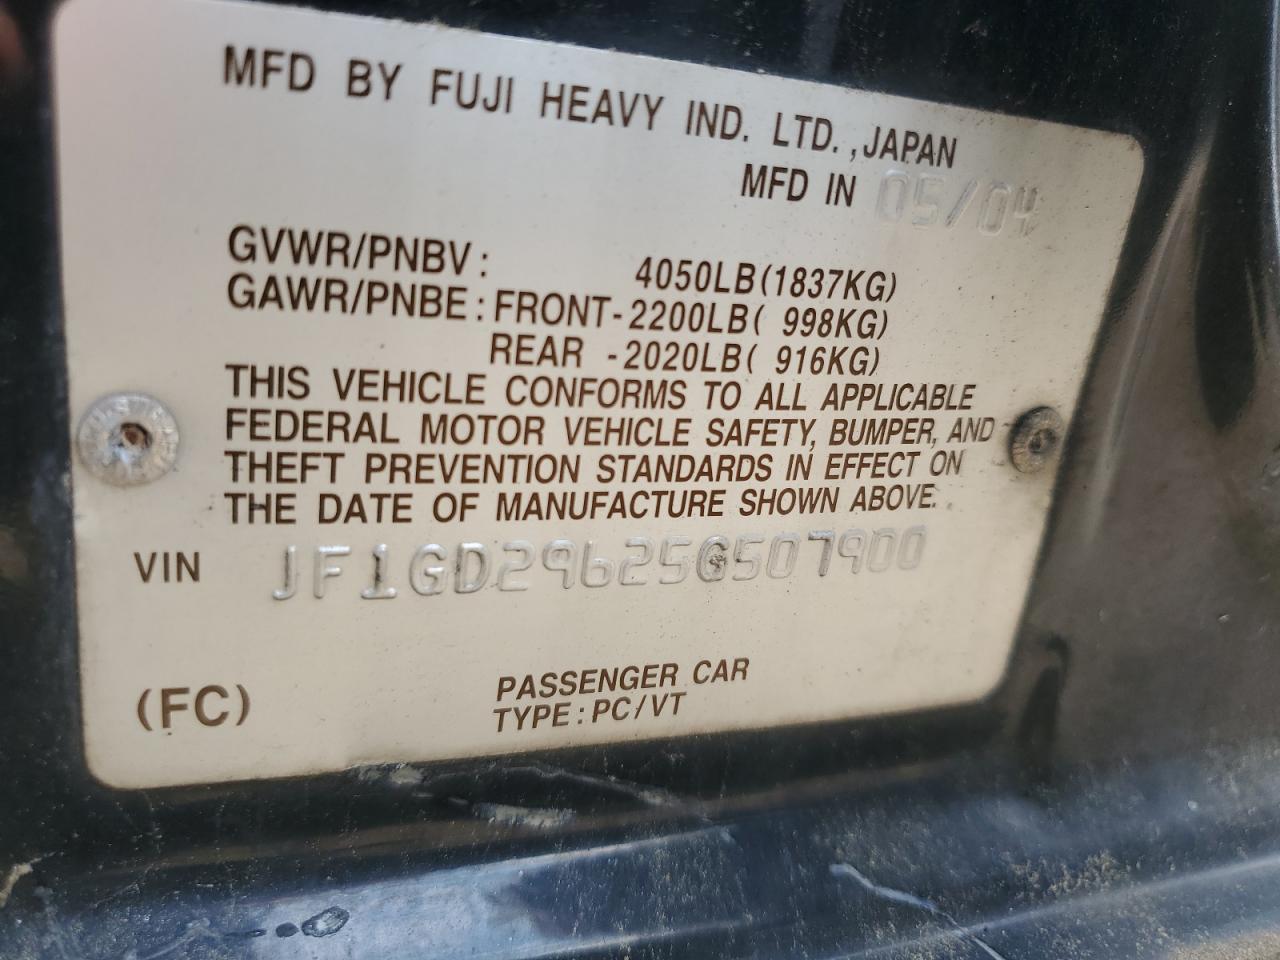 MFD BY FUJI HEAVY IND. LTD.,JAPAN
MFD IN 05/04
GVWR/PNBV: 4050LB(1837KG)
GAWR/PNBE:FRONT-2200LB( 998KG)
REAR -2020LB( 916KG)
THIS VEHICLE CONFORMS TO ALL APPLICABLE
FEDERAL MOTOR VEHICLE SAFETY, BUMPER, AND
THEFT PREVENTION STANDARDS IN EFFECT ON
THE DATE OF MANUFACTURE SHOWN ABOVE.
VIN JF1GD29625G507900
(FC)
PASSENGER CAR
TYPE:PC/VT